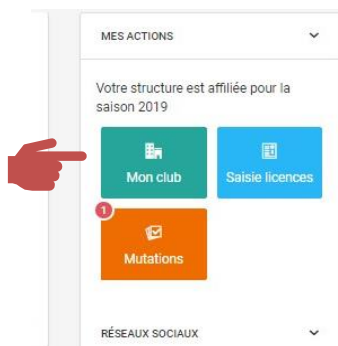 MES ACTIONS
Votre structure est affiliée pour la
saison 2019
Mon club
Saisie licences
1
Mutations
RÉSEAUX SOCIAUX